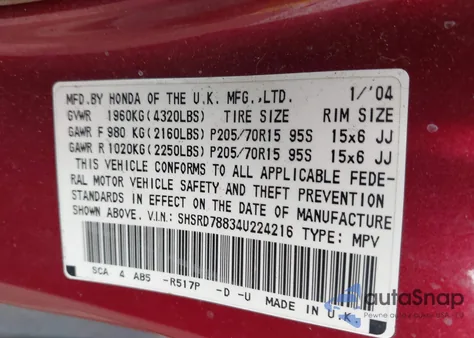 MFD.BY HONDA OF THE U.K. MFG.,LTD. 1/'04
GVWR 1960KG(4320LBS) TIRE SIZE RIM SIZE
GAWR F 980 KG (2160LBS) P205/70R15 95S 15x6 JJ
GAWR R 1020KG(2250LBS) P205/70R15 95S 15x6 JJ
THIS VEHICLE CONFORMS TO ALL APPLICABLE FEDE-
RAL MOTOR VEHICLE SAFETY AND THEFT PREVENTION
STANDARDS IN EFFECT ON THE DATE OF MANUFACTURE
SHOWN ABOVE. V.I.N.: SHSRD78834U224216 TYPE: MPV
SCA 4 ABS -R517P -D -U MADE IN U.K.
autoSnap